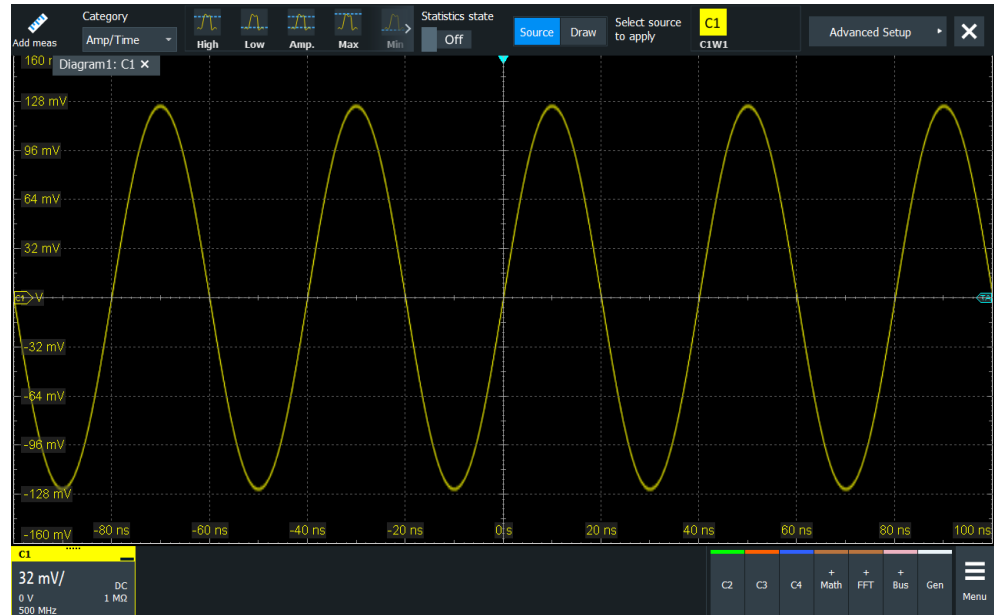 Add meas
Category
Amp/Time
High
Low
Amp.
Max
Min
Statistics state
Off
Source
Draw
Select source
to apply
C1
C1W1
Advanced Setup
Diagram1: C1
128 mV
96 mV
64 mV
32 mV
C1
V
TA
-32 mV
-64 mV
-96 mV
-128 mV
-160 mV
-80 ns
-60 ns
-40 ns
-20 ns
0 s
20 ns
40 ns
60 ns
80 ns
100 ns
C1
32 mV/
DC
0 V
1 MΩ
500 MHz
C2
C3
C4
+
Math
+
FFT
+
Bus
Gen
Menu